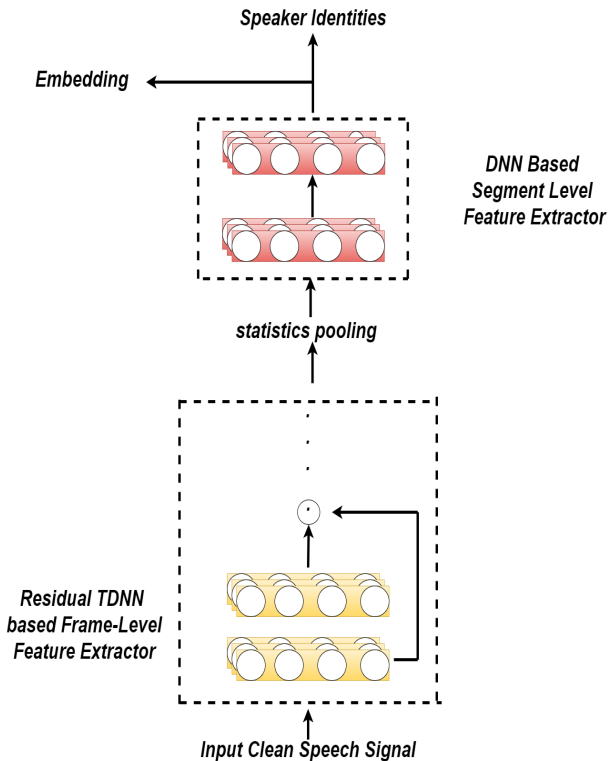 Speaker Identities
Embedding
DNN Based
Segment Level
Feature Extractor
statistics pooling
Residual TDNN
based Frame-Level
Feature Extractor
Input Clean Speech Signal